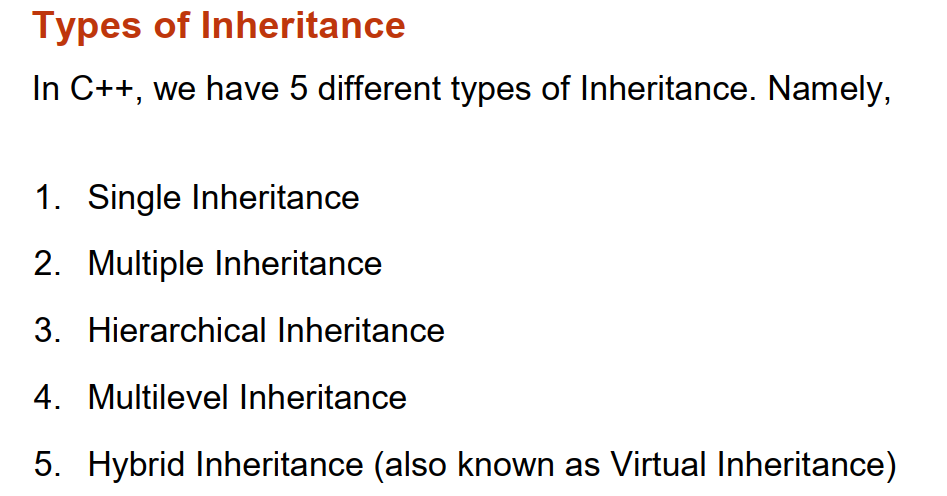 Types of Inheritance
In C++, we have 5 different types of Inheritance. Namely,
1. Single Inheritance
2. Multiple Inheritance
3. Hierarchical Inheritance
4. Multilevel Inheritance
5. Hybrid Inheritance (also known as Virtual Inheritance)